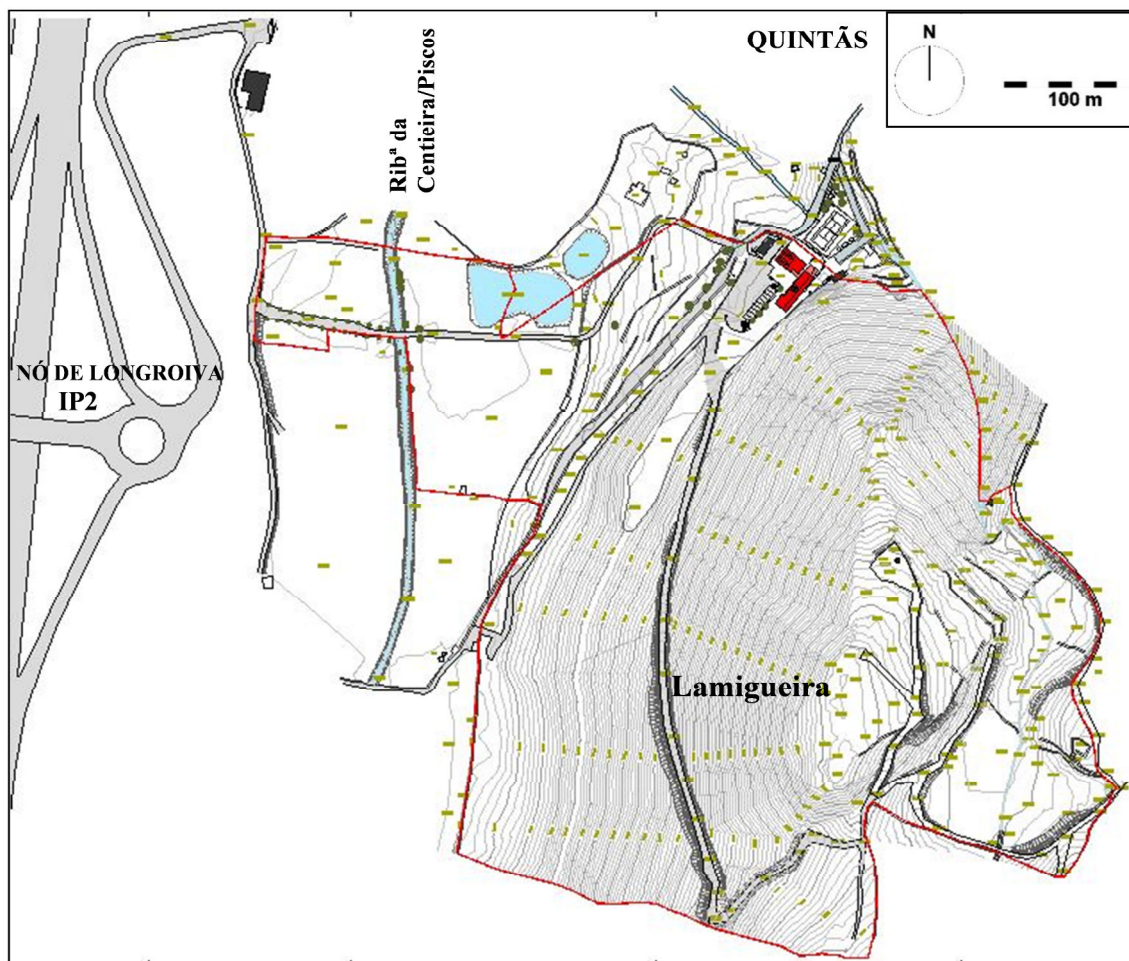 QUINTÃS
N
100 m
Ribª da
Centieira/Piscos
NÓ DE LONGROIVA
IP2
Lamigueira